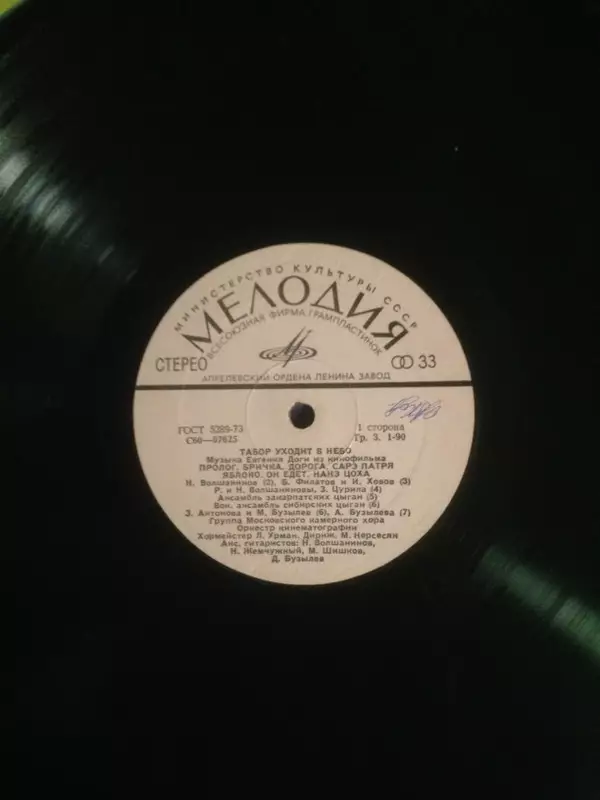 МИНИСТЕРСТВО КУЛЬТУРЫ СССР
МЕЛОДИЯ
ВСЕСОЮЗНАЯ ФИРМА ГРАМПЛАСТИНОК
СТЕРЕО
33
АПРЕЛЕВСКИЙ ОРДЕНА ЛЕНИНА ЗАВОД
ГОСТ 5289-73
1 сторона
С60—07625
Гр. 3. 1-90
ТАБОР УХОДИТ В НЕБО
Музыка Евгения Доги из кинофильма
ПРОЛОГ, БРИЧКА, ДОРОГА, САРЭ ПАТРЯ
ЯБЛОКО, ОН ЕДЕТ, НАНЭ ЦОХА
Н. Волшанинов (2), Б. Филатов и И. Хевов (3)
Р. и Н. Волшаниновы, З. Цурила (4)
Ансамбль закарпатских цыган (5)
Вок. ансамбль сибирских цыган (6)
З. Антонова и М. Бузылев (6), А. Бузылева (7)
Группа Московского камерного хора
Оркестр кинематографии
Хормейстер Л. Урман, Дириж. М. Нерсесян
Анс. гитаристов: Н. Волшанинов,
Н. Жемчужный, М. Шишков,
Д. Бузылев